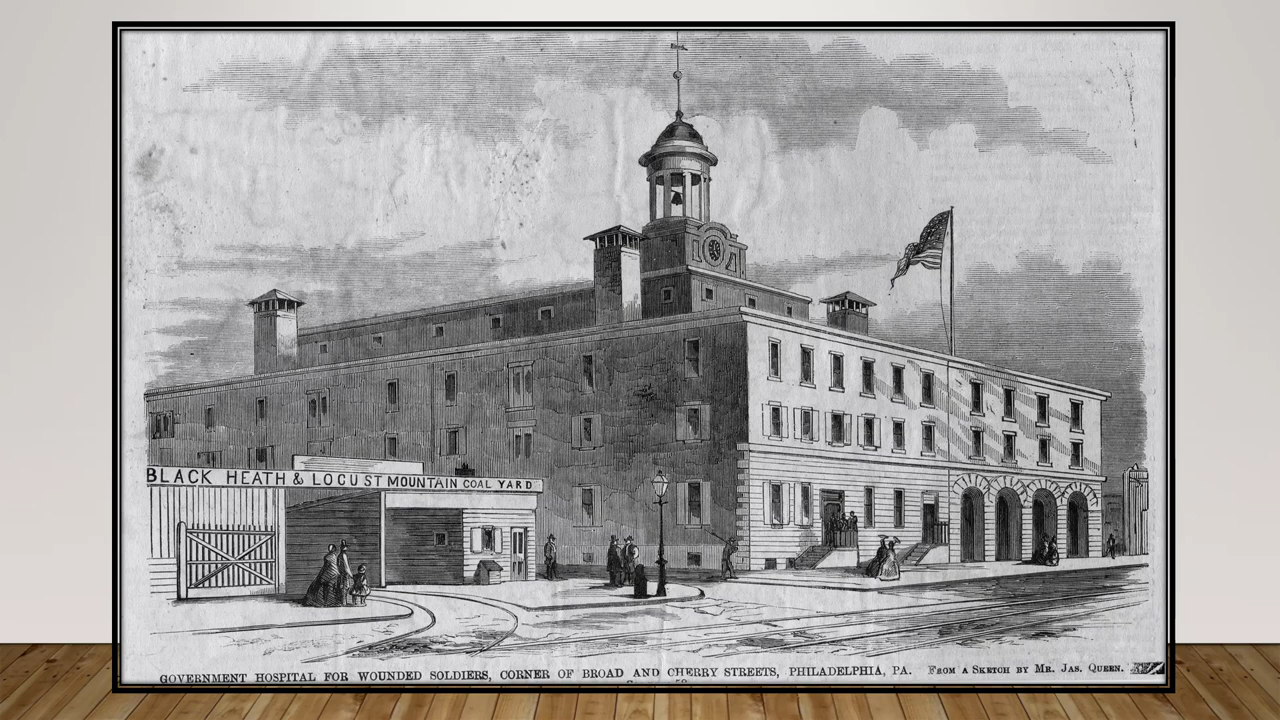 BLACK HEATH & LOCUST MOUNTAIN COAL YARD
GOVERNMENT HOSPITAL FOR WOUNDED SOLDIERS, CORNER OF BROAD AND CHERRY STREETS, PHILADELPHIA, PA. FROM A SKETCH BY MR. JAS. QUEEN.